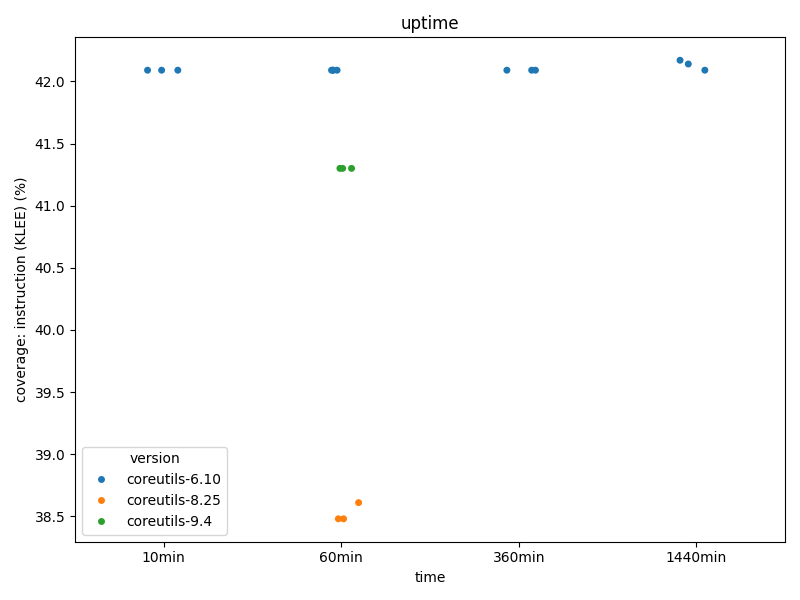 uptime
coverage: instruction (KLEE) (%)
42.0
41.5
41.0
40.5
40.0
39.5
39.0
38.5
version
coreutils-6.10
coreutils-8.25
coreutils-9.4
10min
60min
360min
1440min
time